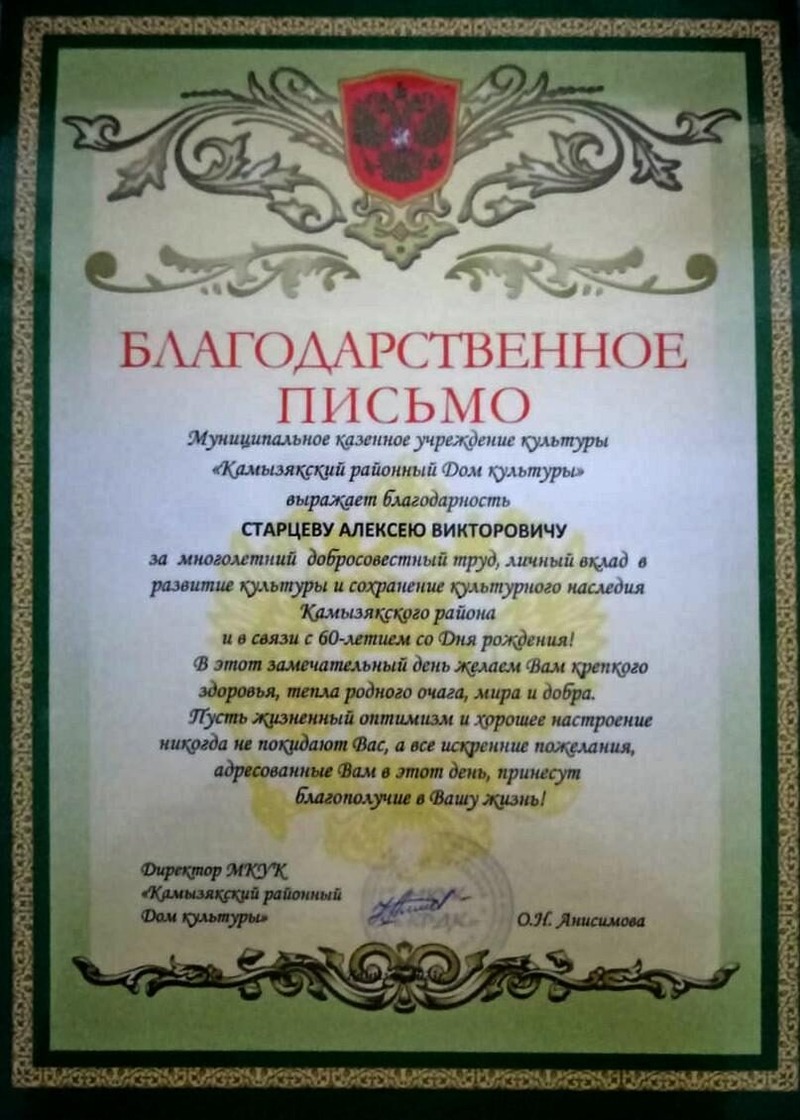 БЛАГОДАРСТВЕННОЕ
ПИСЬМО
Муниципальное казенное учреждение культуры
«Камызякский районный Дом культуры»
выражает благодарность
СТАРЦЕВУ АЛЕКСЕЮ ВИКТОРОВИЧУ
за многолетний добросовестный труд, личный вклад в
развитие культуры и сохранение культурного наследия
Камызякского района
и в связи с 60-летием со Дня рождения!
В этот замечательный день желаем Вам крепкого
здоровья, тепла родного очага, мира и добра.
Пусть жизненный оптимизм и хорошее настроение
никогда не покидают Вас, а все искренние пожелания,
адресованные Вам в этот день, принесут
благополучие в Вашу жизнь!
Директор МКУК
«Камызякский районный
Дом культуры» О.Н. Анисимова